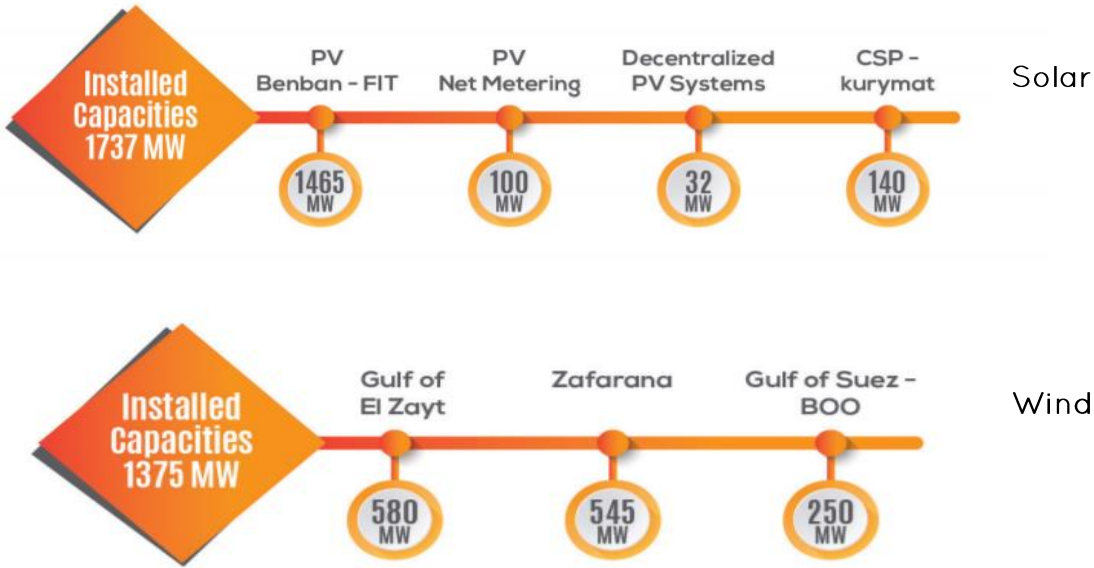 Installed
Capacities
1737 MW
PV
Benban - FIT
PV
Net Metering
Decentralized
PV Systems
CSP -
kurymat
Solar
1465
MW
100
MW
32
MW
140
MW
Installed
Capacities
1375 MW
Gulf of
El Zayt
Zafarana
Gulf of Suez -
BOO
Wind
580
MW
545
MW
250
MW